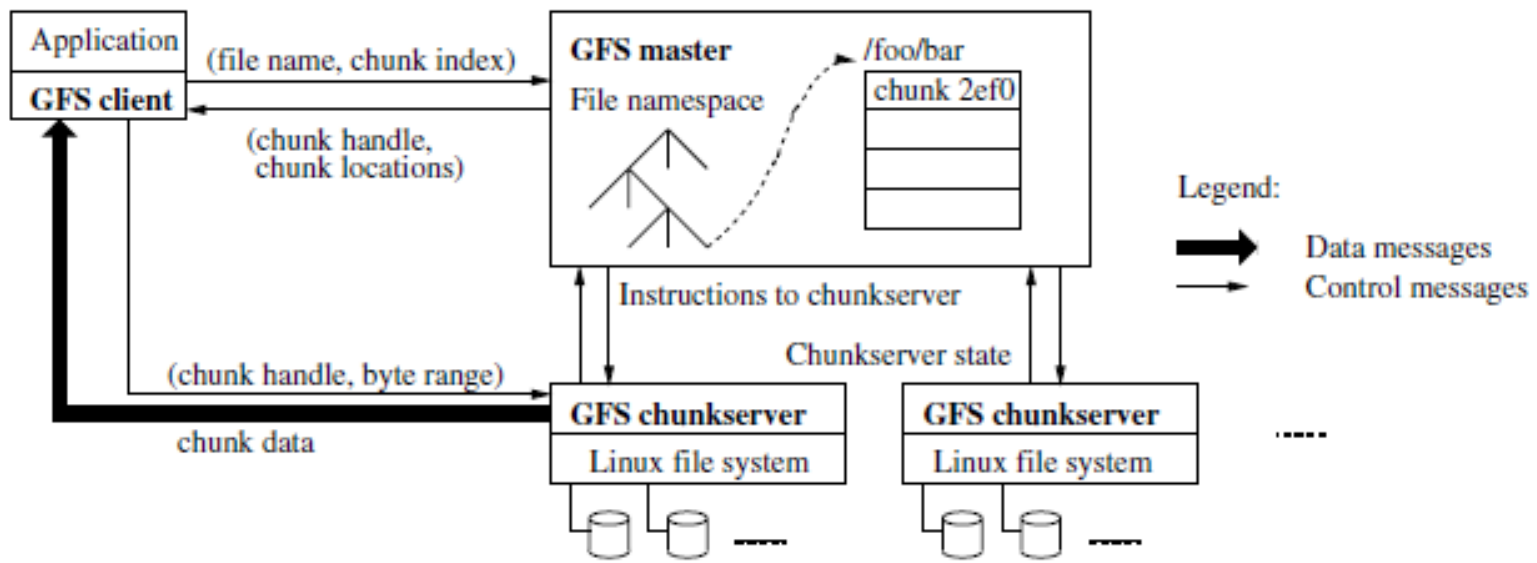 Application
GFS client
(file name, chunk index)
(chunk handle,
chunk locations)
GFS master
File namespace
/foo/bar
chunk 2ef0
Legend:
Data messages
Control messages
Instructions to chunkserver
Chunkserver state
(chunk handle, byte range)
chunk data
GFS chunkserver
Linux file system
GFS chunkserver
Linux file system